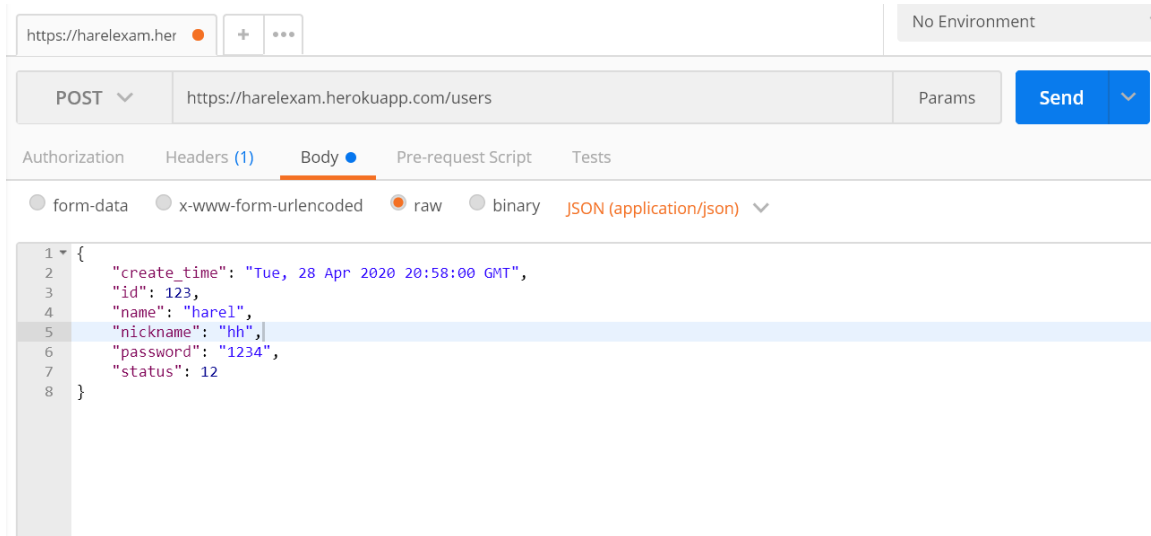 https://harelexam.her + ••• No Environment
POST https://harelexam.herokuapp.com/users Params Send
Authorization Headers (1) Body Pre-request Script Tests
form-data x-www-form-urlencoded raw binary JSON (application/json)
1 {
2 "create_time": "Tue, 28 Apr 2020 20:58:00 GMT",
3 "id": 123,
4 "name": "harel",
5 "nickname": "hh",
6 "password": "1234",
7 "status": 12
8 }